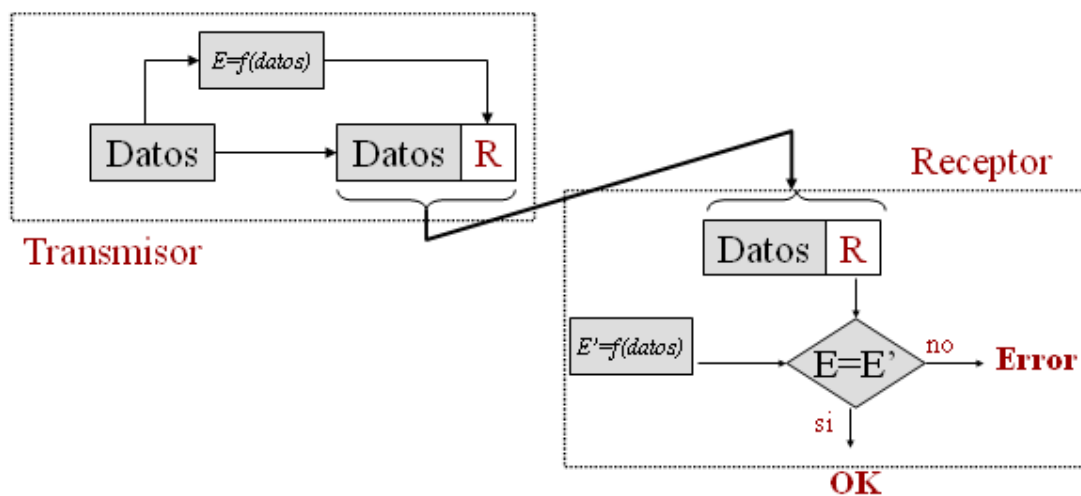 E=f(datos)
Datos
Datos R
Transmisor
Receptor
Datos R
E'=f(datos)
E=E'
no
Error
si
OK